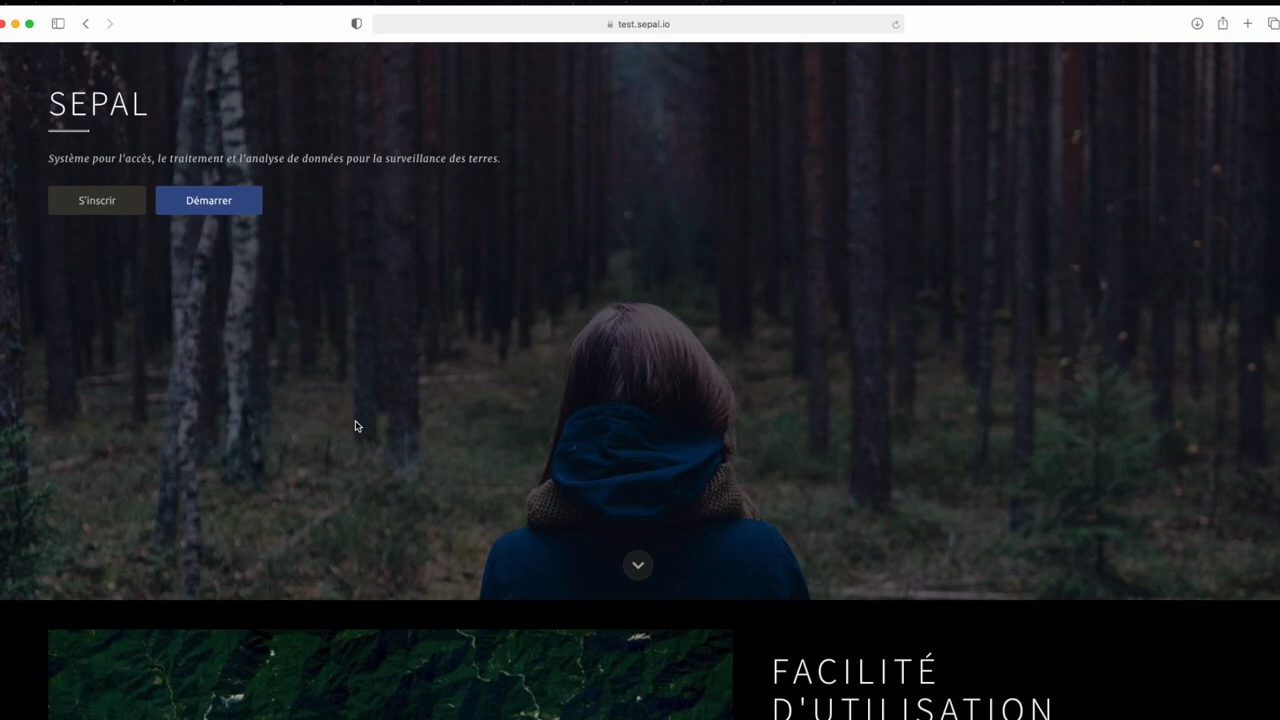 test.sepal.io
SEPAL
Système pour l'accès, le traitement et l'analyse de données pour la surveillance des terres.
S'inscrir
Démarrer
FACILITÉ
D'UTILISATION